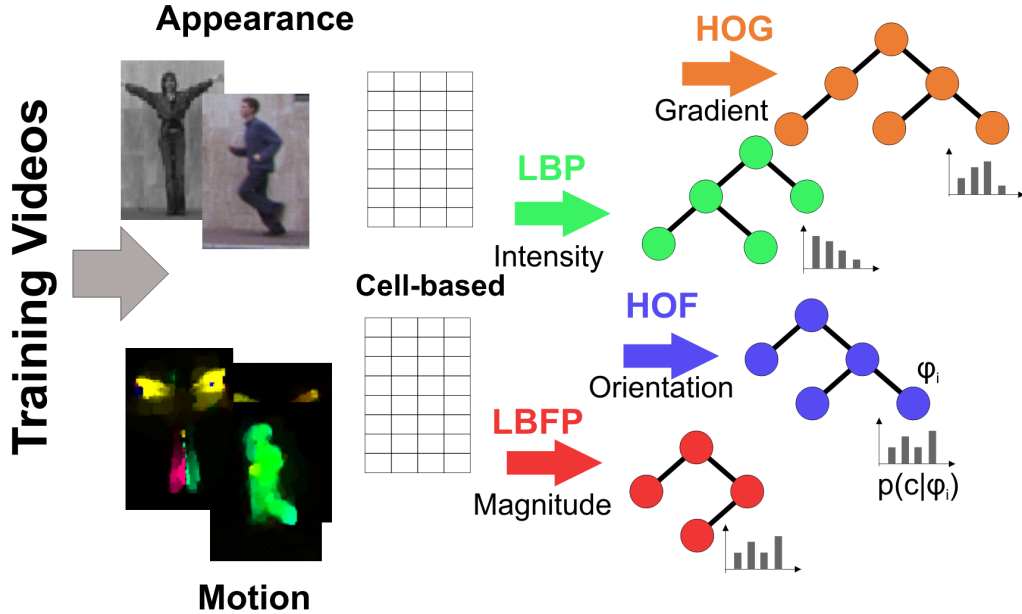 Training Videos
Appearance
HOG
Gradient
LBP
Intensity
Cell-based
HOF
Orientation
φᵢ
p(c|φᵢ)
LBFP
Magnitude
Motion